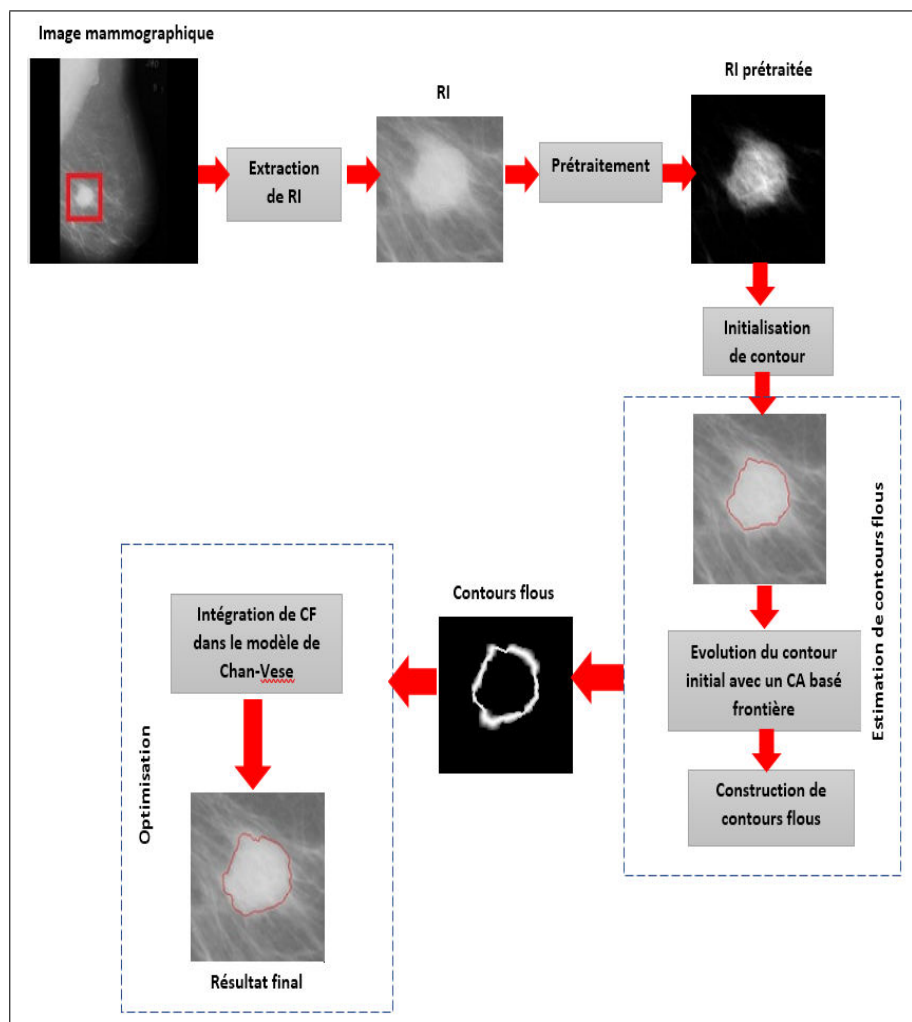 Image mammographique
RI
RI prétraitée
Extraction
de RI
Prétraitement
Initialisation
de contour
Estimation de contours flous
Evolution du contour
initial avec un CA basé
frontière
Construction de
contours flous
Contours flous
Intégration de CF
dans le modèle de
Chan-Vese
Optimisation
Résultat final